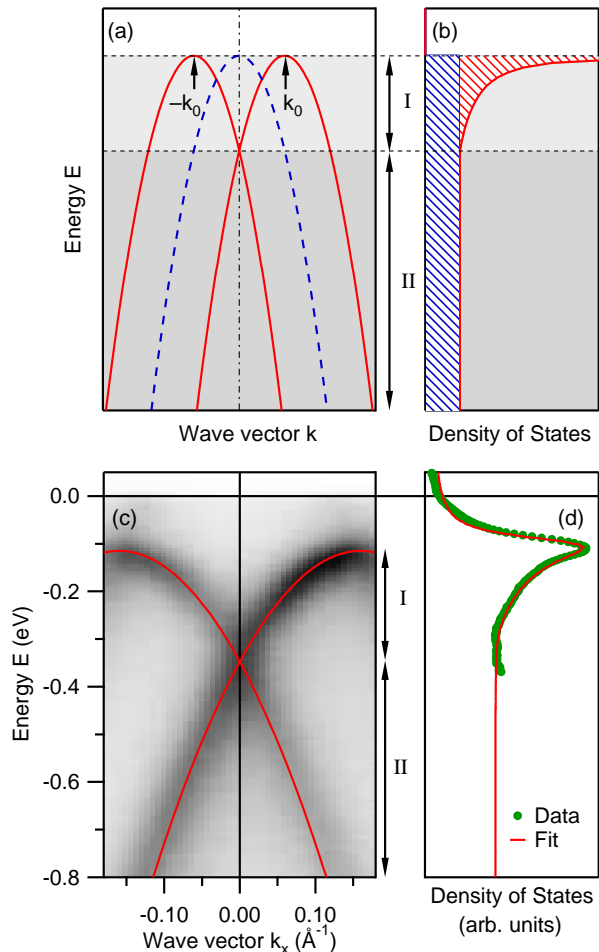 (a)
(b)
−k0
k0
I
II
Energy E
Wave vector k
Density of States
(c)
(d)
0.0
-0.2
-0.4
-0.6
-0.8
I
II
Energy E (eV)
Data
Fit
-0.10
0.00
0.10
Wave vector kx (Å-1)
Density of States
(arb. units)